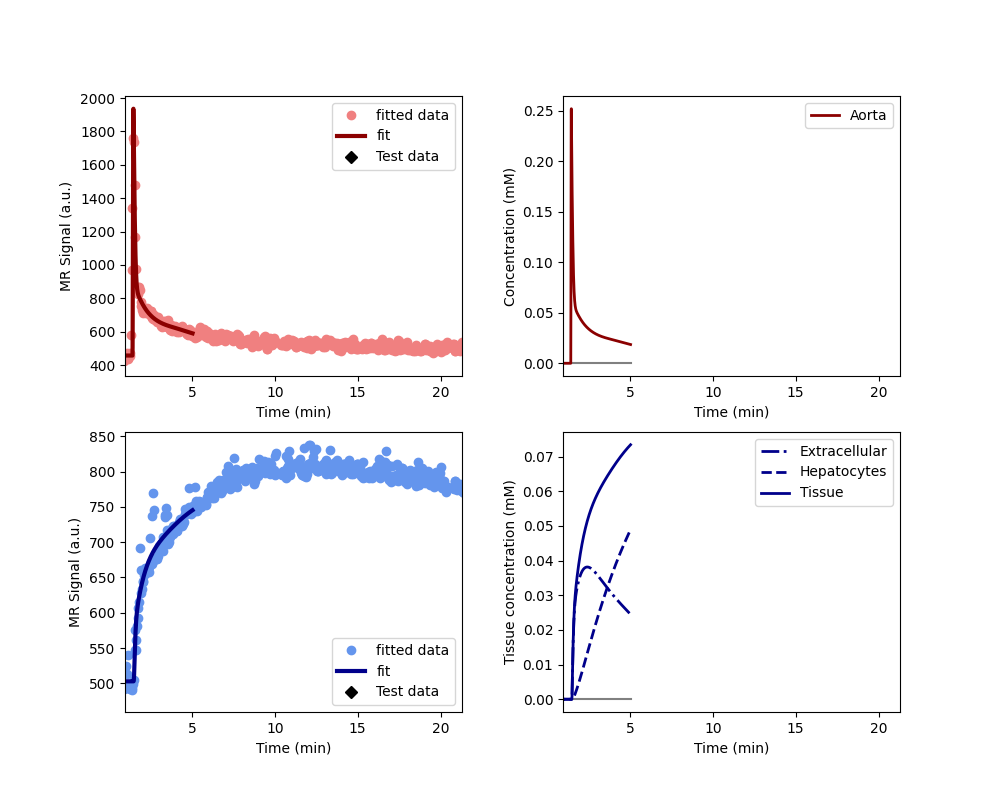 2000
1800
1600
1400
1200
1000
800
600
400
MR Signal (a.u.)
fitted data
fit
Test data
5
10
15
20
Time (min)
0.25
0.20
0.15
0.10
0.05
0.00
Concentration (mM)
Aorta
5
10
15
20
Time (min)
850
800
750
700
650
600
550
500
MR Signal (a.u.)
fitted data
fit
Test data
5
10
15
20
Time (min)
0.07
0.06
0.05
0.04
0.03
0.02
0.01
0.00
Tissue concentration (mM)
Extracellular
Hepatocytes
Tissue
5
10
15
20
Time (min)